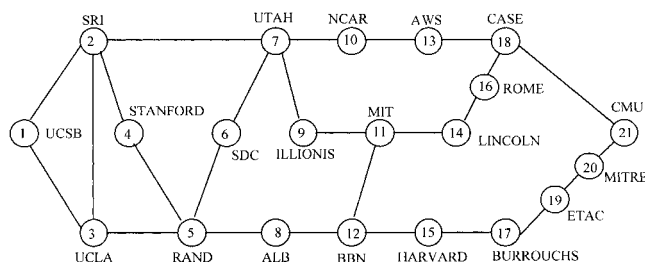 UTAH NCAR AWS CASE
SRI
2 7 10 13 18
16 ROME
STANFORD MIT CMU
1 UCSB 4 6 9 11 14 21
SDC ILLIONIS LINCOLN
20
MITRE
19
ETAC
3 5 8 12 15 17
UCLA RAND ALB BBN HARVARD BURROUCHS